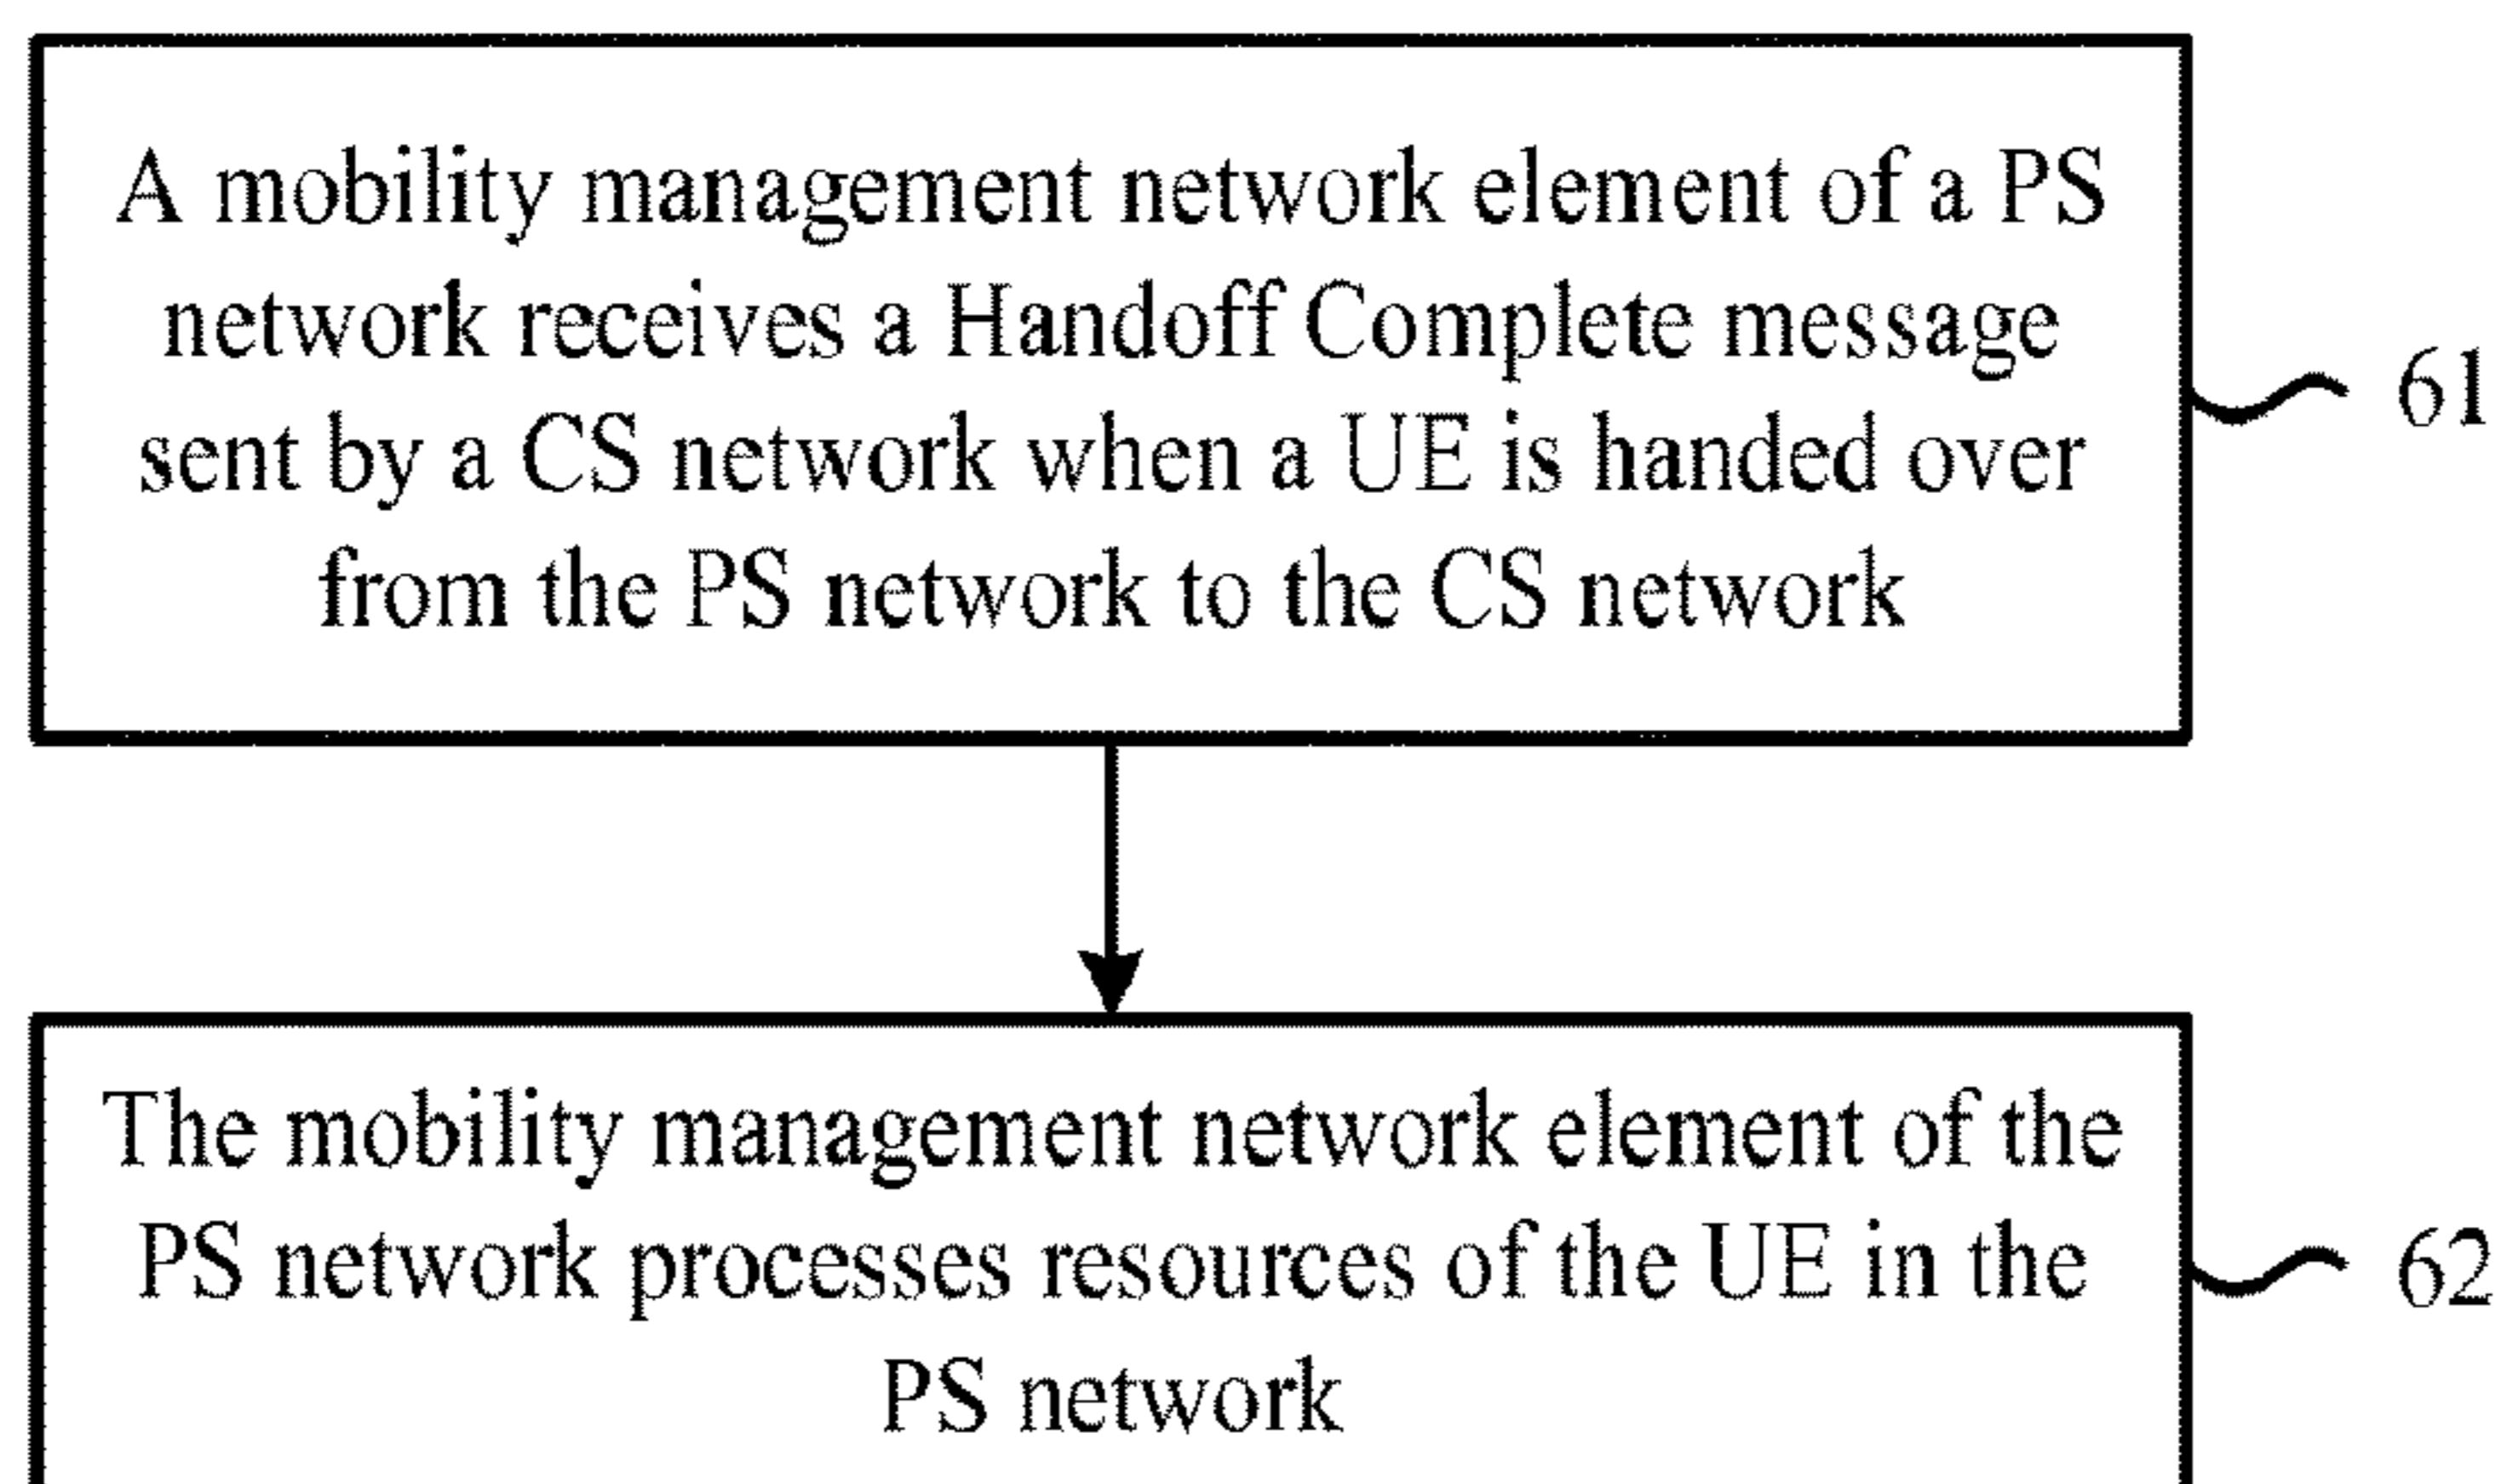 A mobility management network element of a PS
network receives a Handoff Complete message
sent by a CS network when a UE is handed over
from the PS network to the CS network
61
The mobility management network element of the
PS network processes resources of the UE in the
PS network
62